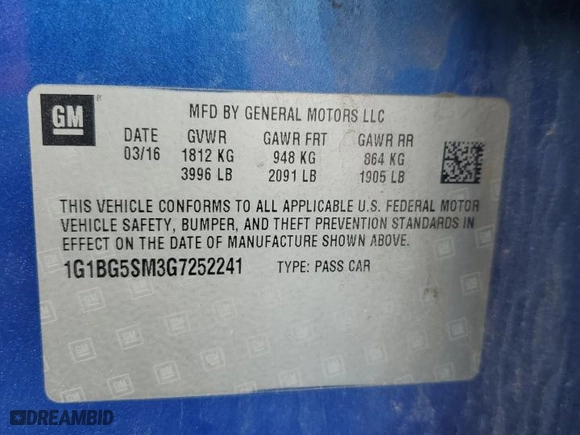 GM
MFD BY GENERAL MOTORS LLC
DATE GVWR GAWR FRT GAWR RR
03/16 1812 KG 948 KG 864 KG
3996 LB 2091 LB 1905 LB
THIS VEHICLE CONFORMS TO ALL APPLICABLE U.S. FEDERAL MOTOR
VEHICLE SAFETY, BUMPER, AND THEFT PREVENTION STANDARDS IN
EFFECT ON THE DATE OF MANUFACTURE SHOWN ABOVE.
1G1BG5SM3G7252241 TYPE: PASS CAR
DREAMBID